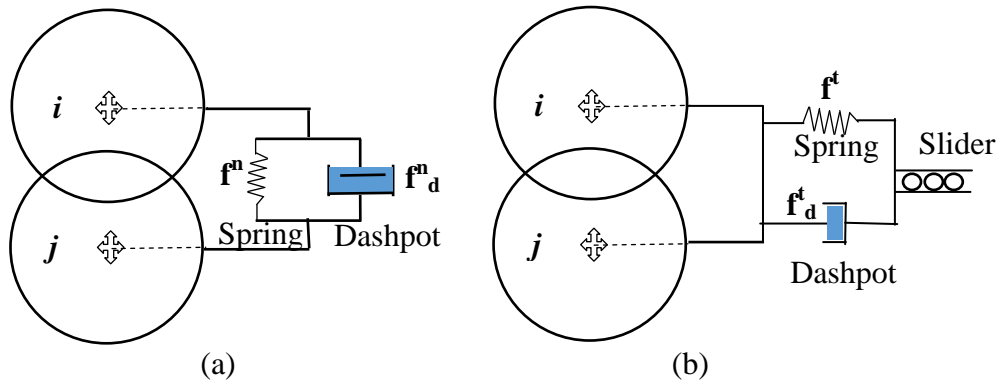 i
j
f^n
f^n_d
Spring
Dashpot
(a)
i
j
f^t
Spring
Slider
f^t_d
Dashpot
(b)